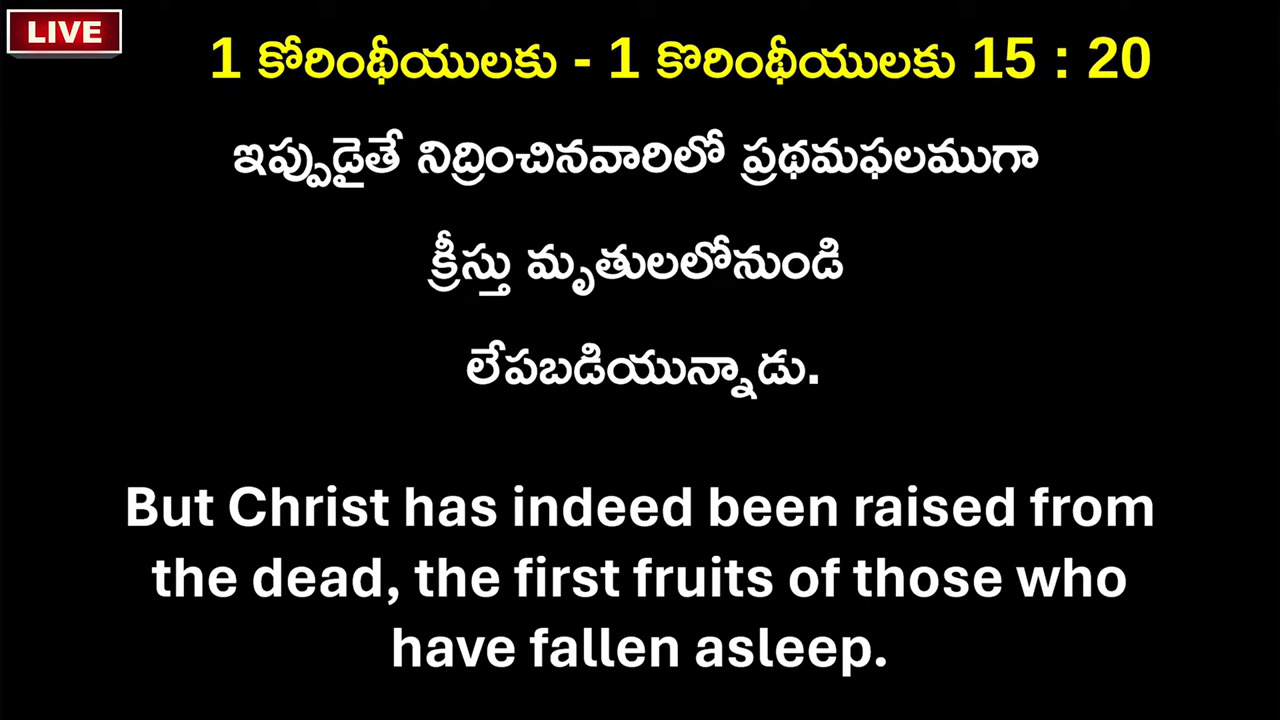 LIVE
1 కోరింథీయులకు - 1 కొరింథీయులకు 15 : 20
ఇప్పుడైతే నిద్రించినవారిలో ప్రథమఫలముగా
క్రీస్తు మృతులలోనుండి
లేపబడియున్నాడు.
But Christ has indeed been raised from
the dead, the first fruits of those who
have fallen asleep.